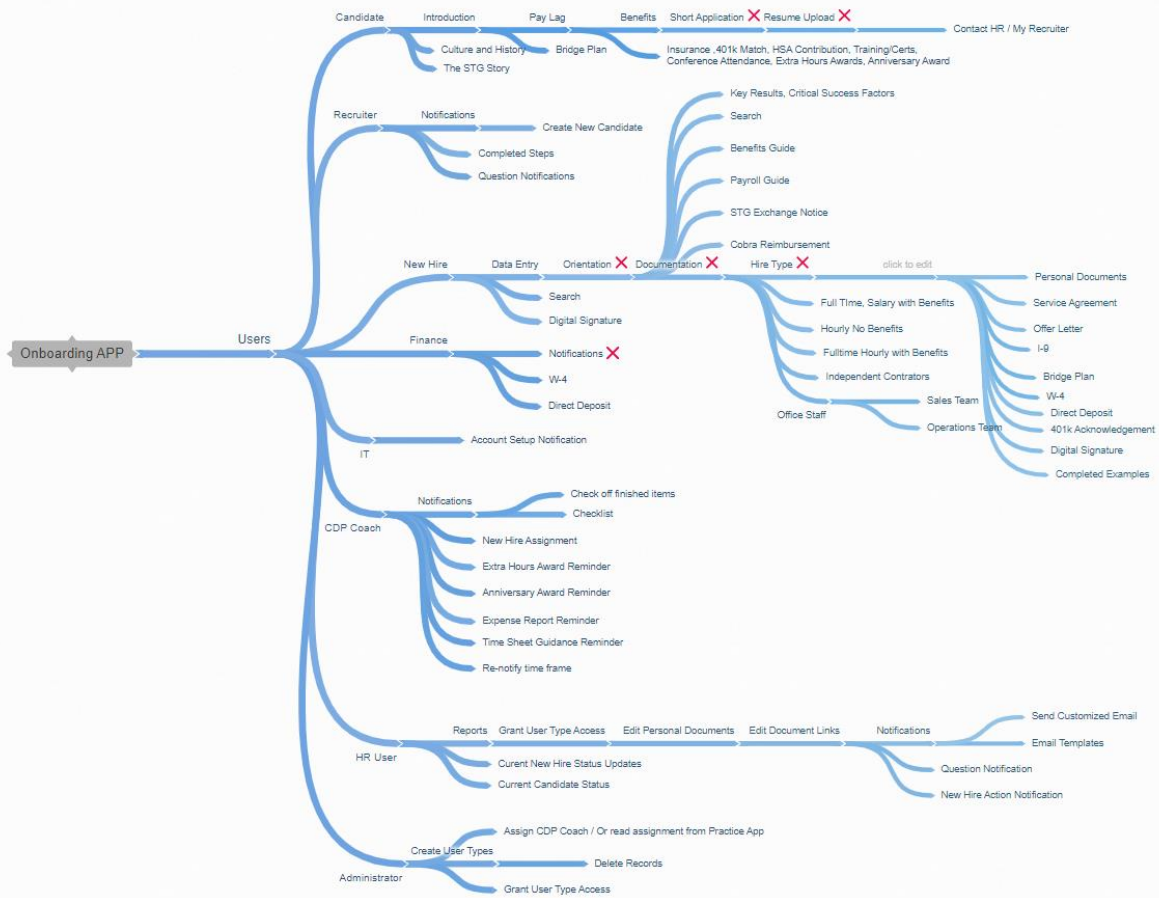 Onboarding APP
Users
Candidate
Introduction
Pay Lag
Benefits
Short Application
Resume Upload
Contact HR / My Recruiter
Culture and History
Bridge Plan
The STG Story
Insurance ,401k Match, HSA Contribution, Training/Certs,
Conference Attendance, Extra Hours Awards, Anniversary Award
Recruiter
Notifications
Create New Candidate
Completed Steps
Question Notifications
New Hire
Data Entry
Orientation
Documentation
Hire Type
click to edit
Search
Digital Signature
Key Results, Critical Success Factors
Search
Benefits Guide
Payroll Guide
STG Exchange Notice
Cobra Reimbursement
Full TIme, Salary with Benefits
Hourly No Benefits
Fulltime Hourly with Benefits
Independent Contrators
Office Staff
Sales Team
Operations Team
Personal Documents
Service Agreement
Offer Letter
I-9
Bridge Plan
W-4
Direct Deposit
401k Acknowledgement
Digital Signature
Completed Examples
Finance
Notifications
W-4
Direct Deposit
IT
Account Setup Notification
CDP Coach
Notifications
Check off finished items
Checklist
New Hire Assignment
Extra Hours Award Reminder
Anniversary Award Reminder
Expense Report Reminder
Time Sheet Guidance Reminder
Re-notify time frame
HR User
Reports
Grant User Type Access
Edit Personal Documents
Edit Document Links
Notifications
Send Customized Email
Email Templates
Question Notification
New Hire Action Notification
Curent New Hire Status Updates
Current Candidate Status
Administrator
Create User Types
Assign CDP Coach / Or read assignment from Practice App
Delete Records
Grant User Type Access